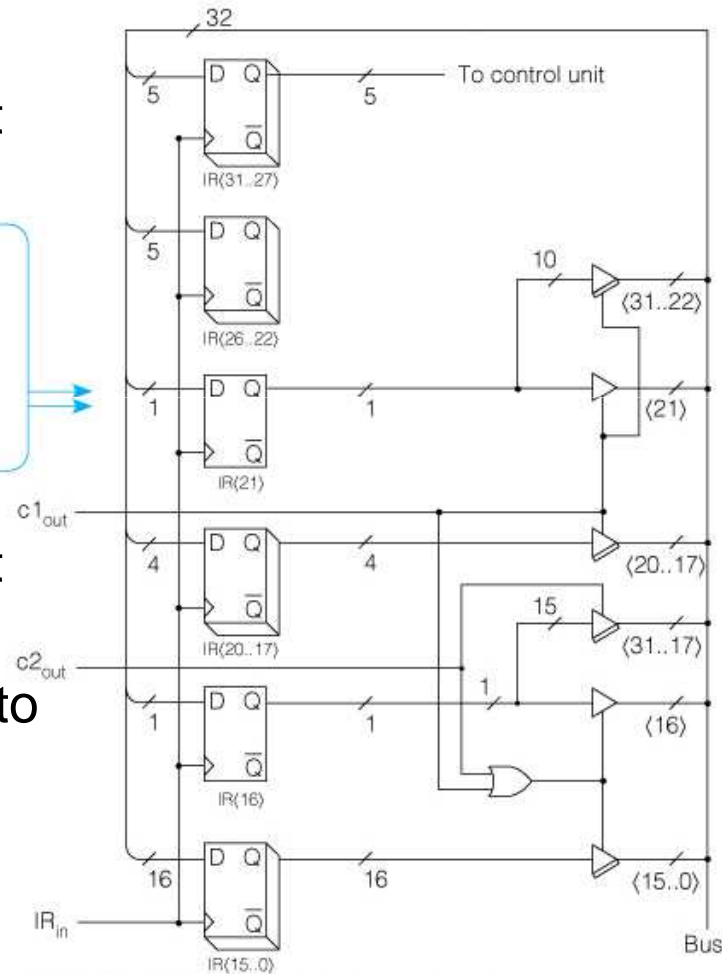 32
D Q
5
5
To control unit
Q
IR⟨31..27⟩
t
D Q
5
Q
IR⟨26..22⟩
10
⟨31..22⟩
D Q
1
1
⟨21⟩
Q
IR⟨21⟩
c1out
D Q
4
4
⟨20..17⟩
t
Q
IR⟨20..17⟩
15
⟨31..17⟩
c2out
to
D Q
1
1
1
⟨16⟩
Q
IR⟨16⟩
D Q
16
16
⟨15..0⟩
IRin
Q
IR⟨15..0⟩
Bus